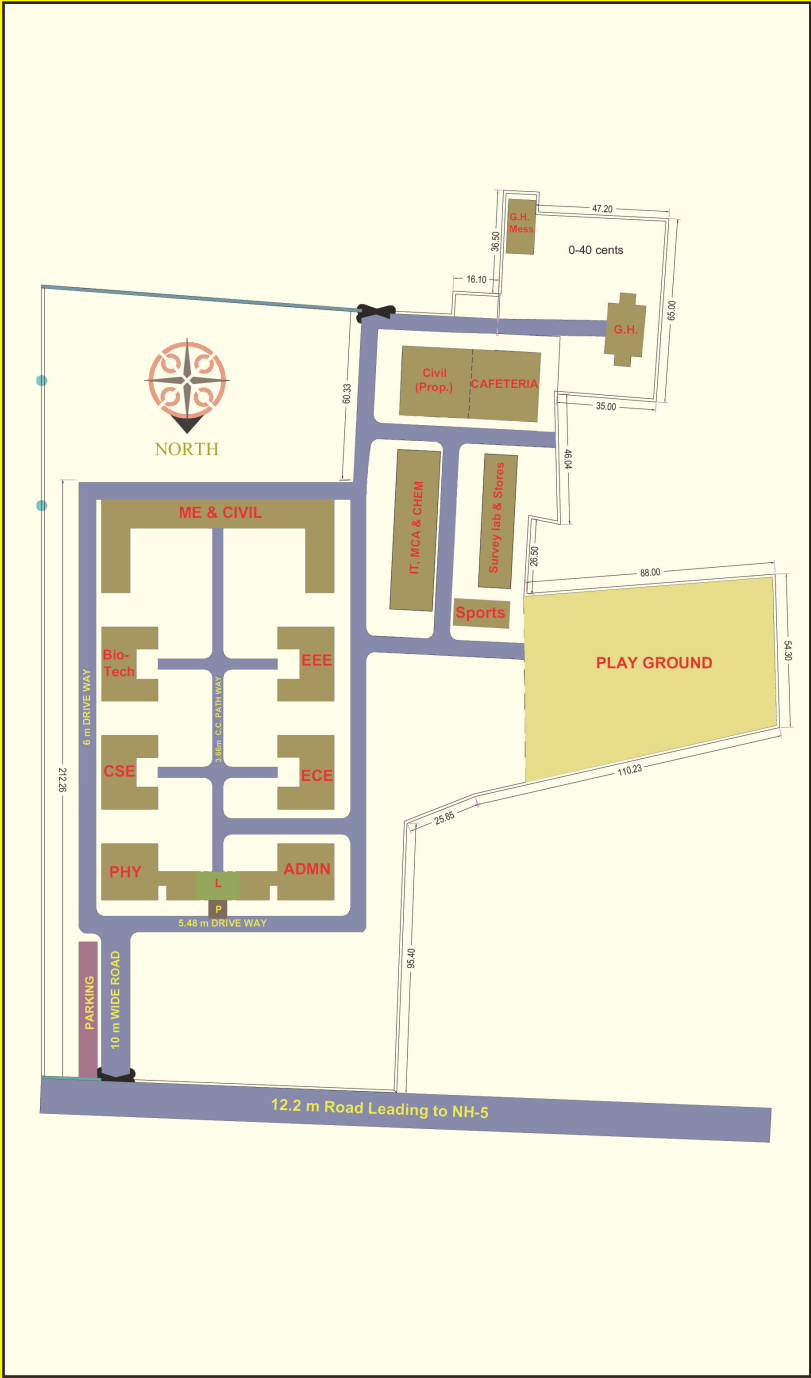 47.20
G.H.
Mess
36.50
0-40 cents
16.10
65.00
G.H.
60.33
Civil
(Prop.)
CAFETERIA
35.00
46.04
NORTH
ME & CIVIL
IT, MCA & CHEM
Survey lab & Stores
26.50
88.00
Sports
54.30
PLAY GROUND
Bio-
Tech
EEE
6 m DRIVE WAY
3.66m C.C. PATH WAY
212.26
CSE
ECE
110.23
25.85
PHY
ADMN
L
P
5.48 m DRIVE WAY
95.40
PARKING
10 m WIDE ROAD
12.2 m Road Leading to NH-5